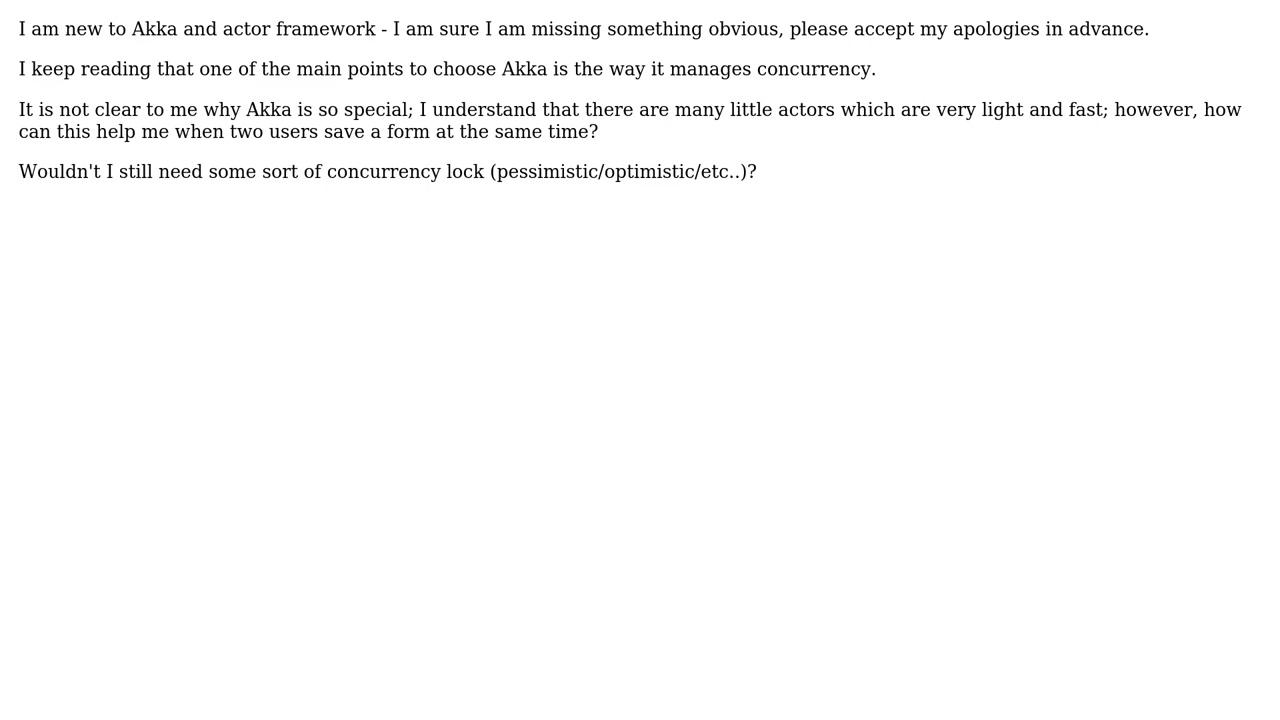 I am new to Akka and actor framework - I am sure I am missing something obvious, please accept my apologies in advance.
I keep reading that one of the main points to choose Akka is the way it manages concurrency.
It is not clear to me why Akka is so special; I understand that there are many little actors which are very light and fast; however, how
can this help me when two users save a form at the same time?
Wouldn't I still need some sort of concurrency lock (pessimistic/optimistic/etc..)?